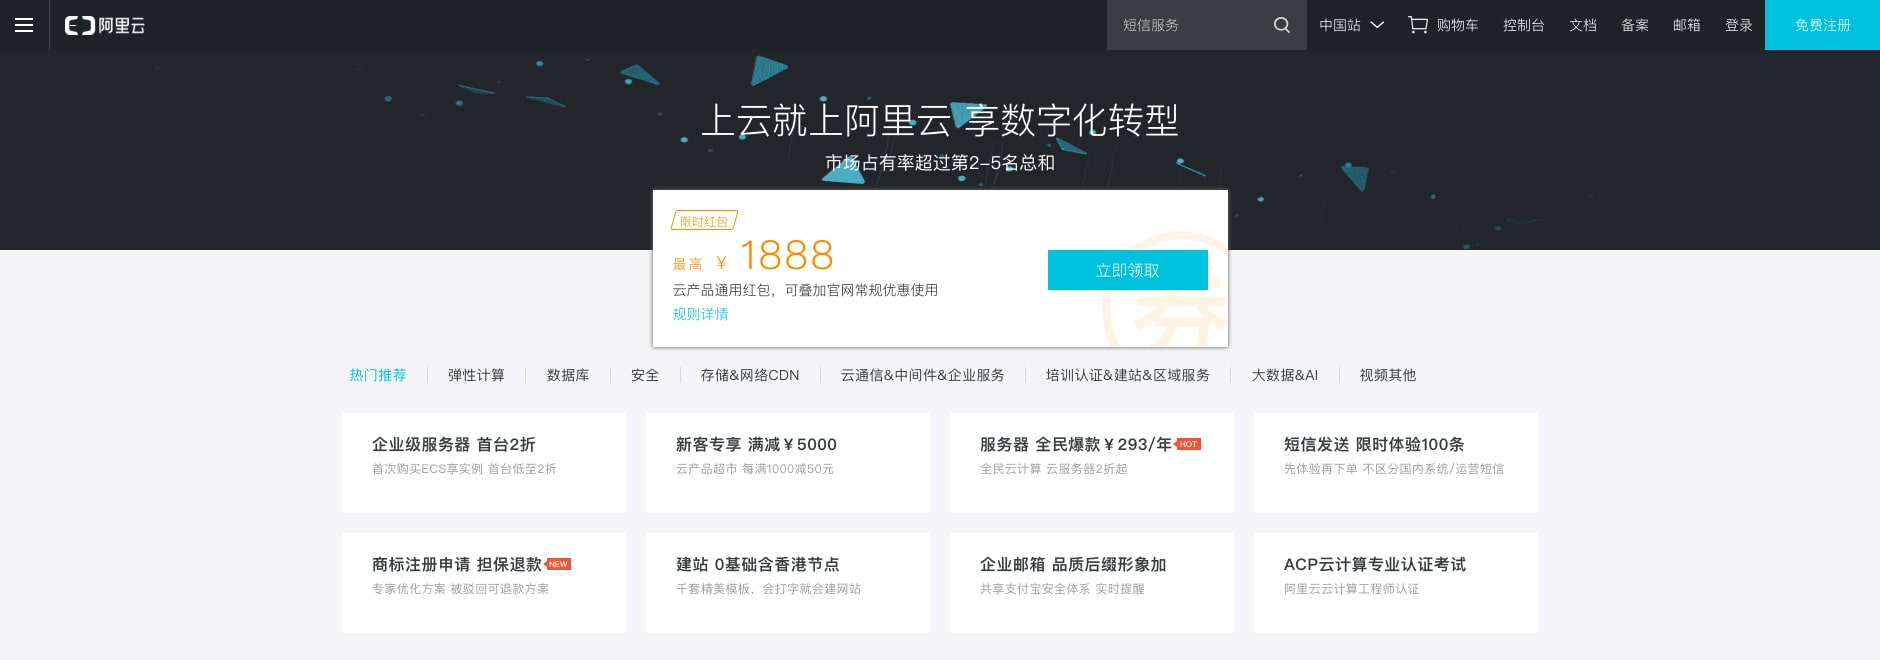 阿里云
短信服务
中国站
购物车
控制台
文档
备案
邮箱
登录
免费注册
上云就上阿里云 享数字化转型
市场占有率超过第2-5名总和
限时红包
最高 ¥ 1888
云产品通用红包，可叠加官网常规优惠使用
规则详情
立即领取
券
热门推荐
弹性计算
数据库
安全
存储&网络CDN
云通信&中间件&企业服务
培训认证&建站&区域服务
大数据&AI
视频其他
企业级服务器 首台2折
首次购买ECS享实例 首台低至2折
新客专享 满减￥5000
云产品超市 每满1000减50元
服务器 全民爆款￥293/年 HOT
全民云计算 云服务器2折起
短信发送 限时体验100条
先体验再下单 不区分国内系统/运营短信
商标注册申请 担保退款 NEW
专家优化方案 被驳回可退款方案
建站 0基础含香港节点
千套精美模板，会打字就会建网站
企业邮箱 品质后缀形象加
共享支付宝安全体系 实时提醒
ACP云计算专业认证考试
阿里云云计算工程师认证